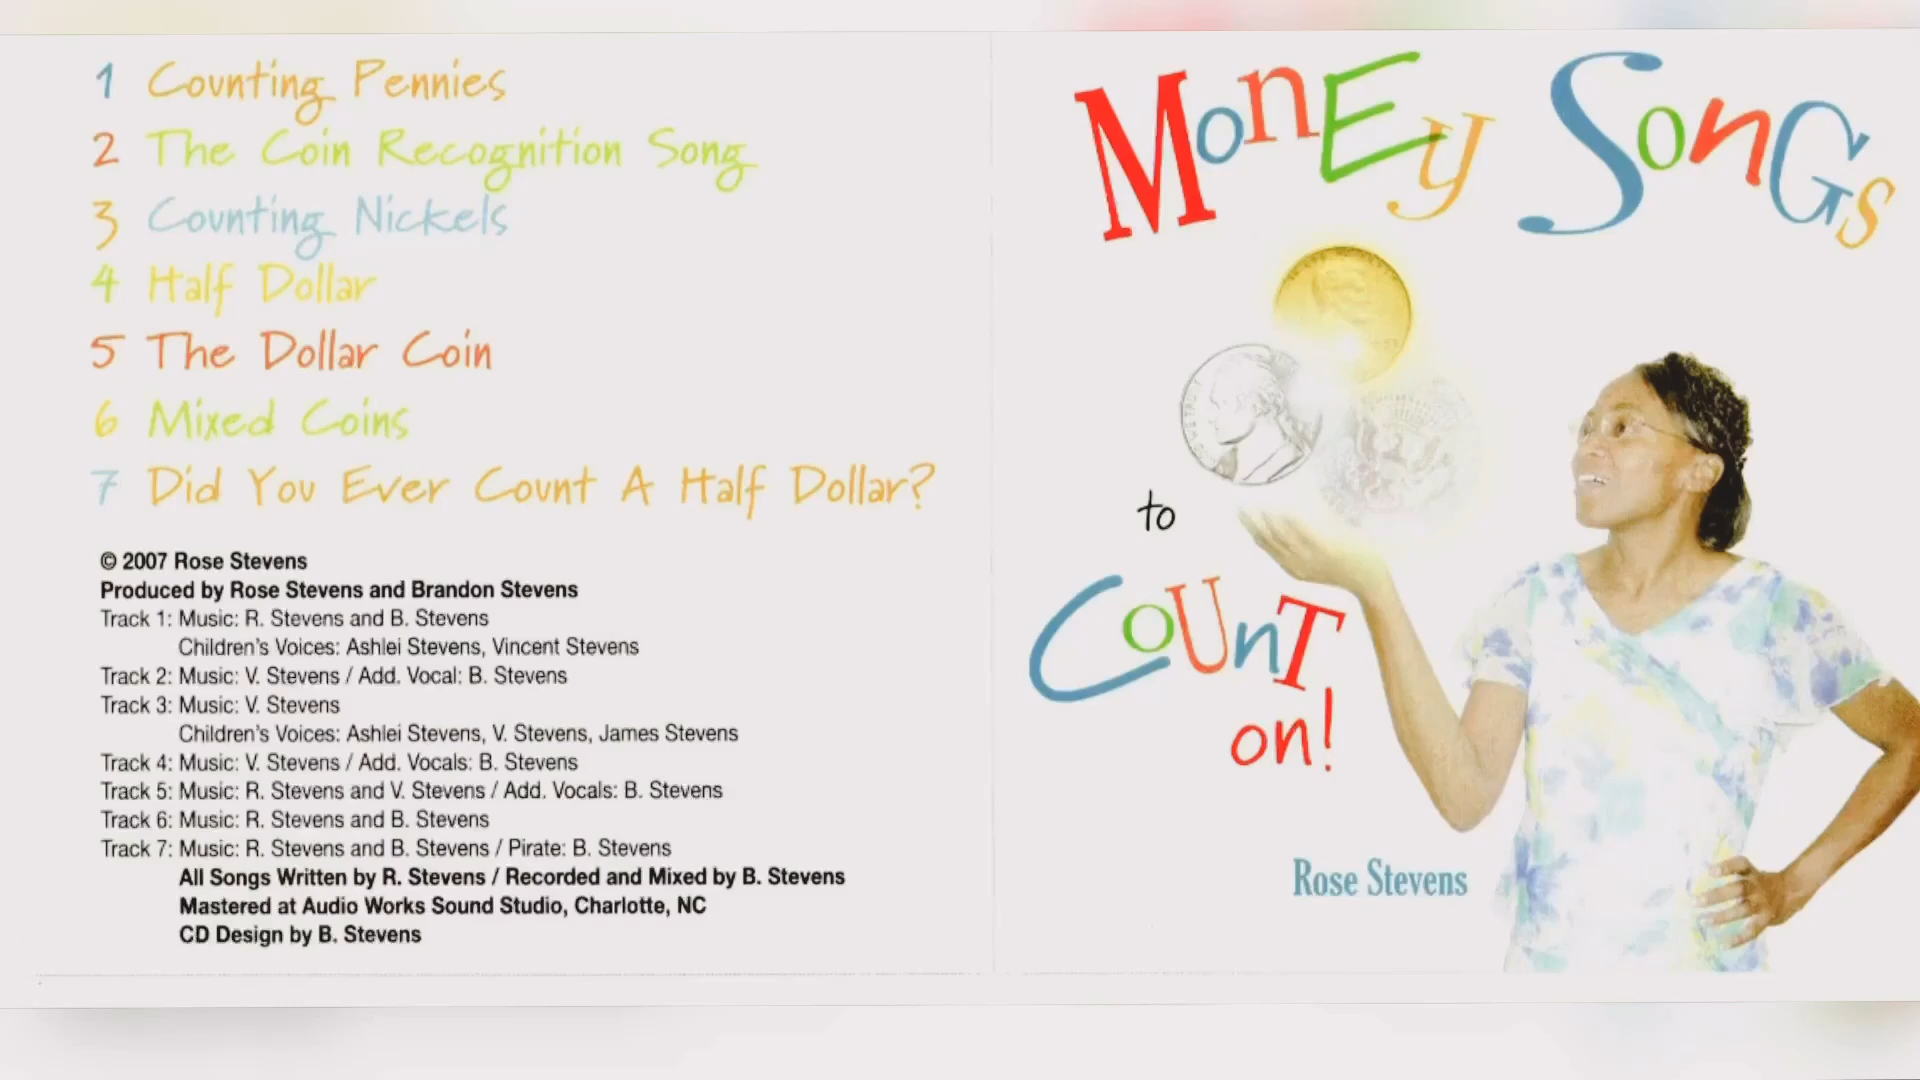 1 Counting Pennies
2 The Coin Recognition Song
3 Counting Nickels
4 Half Dollar
5 The Dollar Coin
6 Mixed Coins
7 Did You Ever Count A Half Dollar?
© 2007 Rose Stevens
Produced by Rose Stevens and Brandon Stevens
Track 1: Music: R. Stevens and B. Stevens
Children's Voices: Ashlei Stevens, Vincent Stevens
Track 2: Music: V. Stevens / Add. Vocal: B. Stevens
Track 3: Music: V. Stevens
Children's Voices: Ashlei Stevens, V. Stevens, James Stevens
Track 4: Music: V. Stevens / Add. Vocals: B. Stevens
Track 5: Music: R. Stevens and V. Stevens / Add. Vocals: B. Stevens
Track 6: Music: R. Stevens and B. Stevens
Track 7: Music: R. Stevens and B. Stevens / Pirate: B. Stevens
All Songs Written by R. Stevens / Recorded and Mixed by B. Stevens
Mastered at Audio Works Sound Studio, Charlotte, NC
CD Design by B. Stevens
MonEy SonGs
to
CoUnT
on!
Rose Stevens